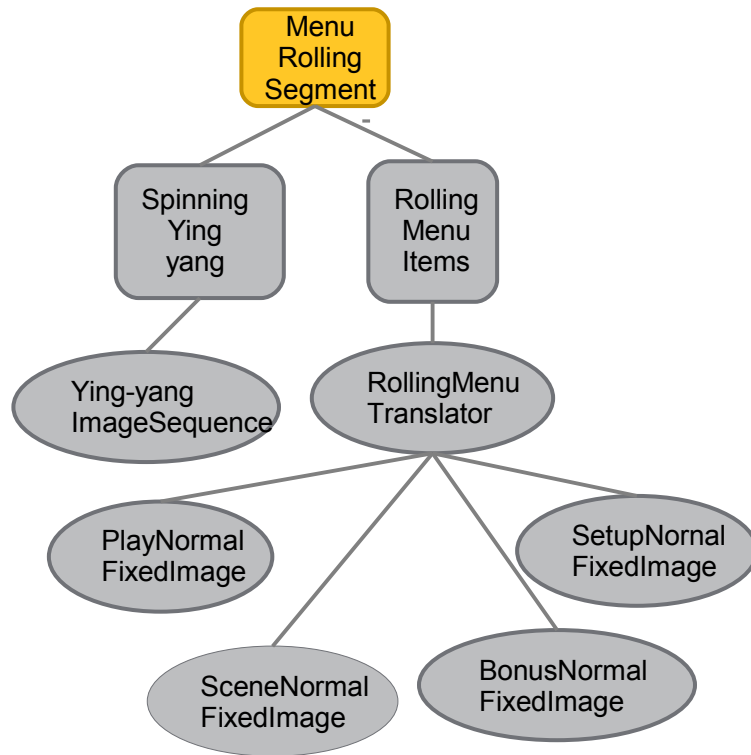 Menu
Rolling
Segment
-
Spinning
Ying
yang
Rolling
Menu
Items
Ying-yang
ImageSequence
RollingMenu
Translator
PlayNormal
FixedImage
SetupNornal
FixedImage
SceneNormal
FixedImage
BonusNormal
FixedImage